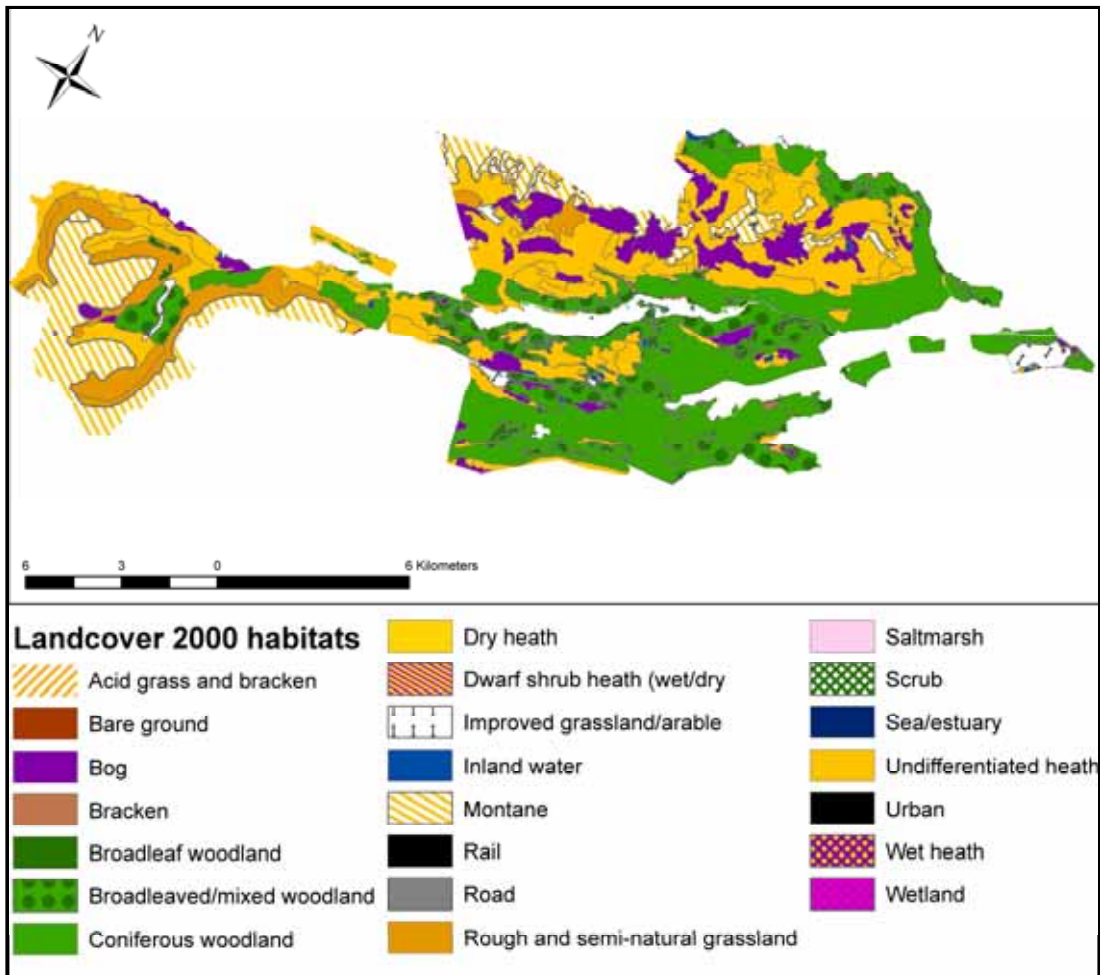 N
6 3 0 6 Kilometers
Landcover 2000 habitats
Acid grass and bracken
Bare ground
Bog
Bracken
Broadleaf woodland
Broadleaved/mixed woodland
Coniferous woodland
Dry heath
Dwarf shrub heath (wet/dry
Improved grassland/arable
Inland water
Montane
Rail
Road
Rough and semi-natural grassland
Saltmarsh
Scrub
Sea/estuary
Undifferentiated heath
Urban
Wet heath
Wetland